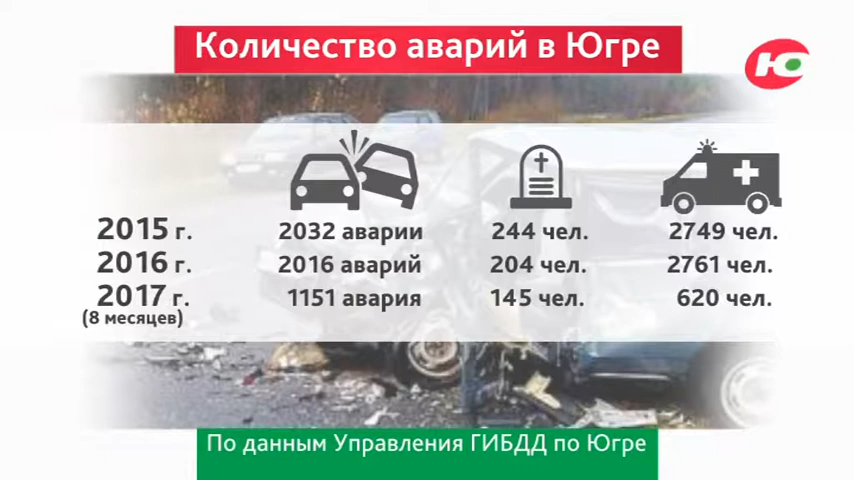 Количество аварий в Югре
Ю
2015 г. 2032 аварии 244 чел. 2749 чел.
2016 г. 2016 аварий 204 чел. 2761 чел.
2017 г. 1151 авария 145 чел. 620 чел.
(8 месяцев)
По данным Управления ГИБДД по Югре